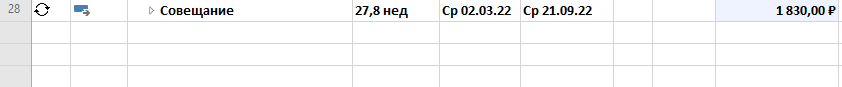 28 Совещание 27,8 нед Ср 02.03.22 Ср 21.09.22 1 830,00 ₽